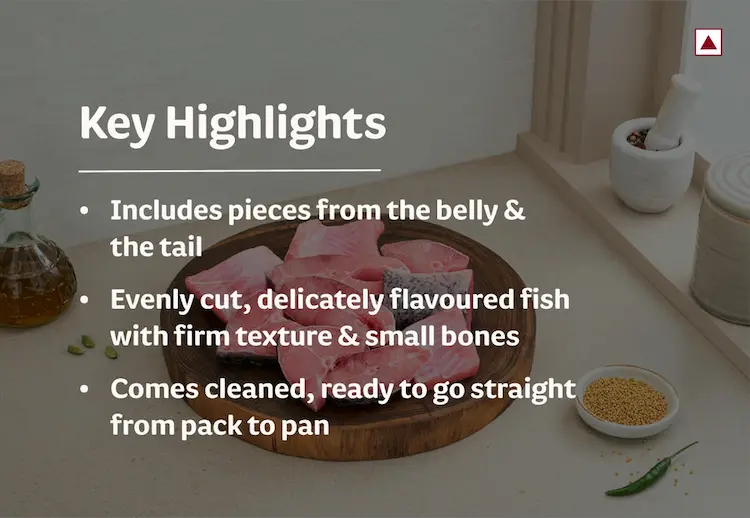 Key Highlights
• Includes pieces from the belly &
the tail
• Evenly cut, delicately flavoured fish
with firm texture & small bones
• Comes cleaned, ready to go straight
from pack to pan